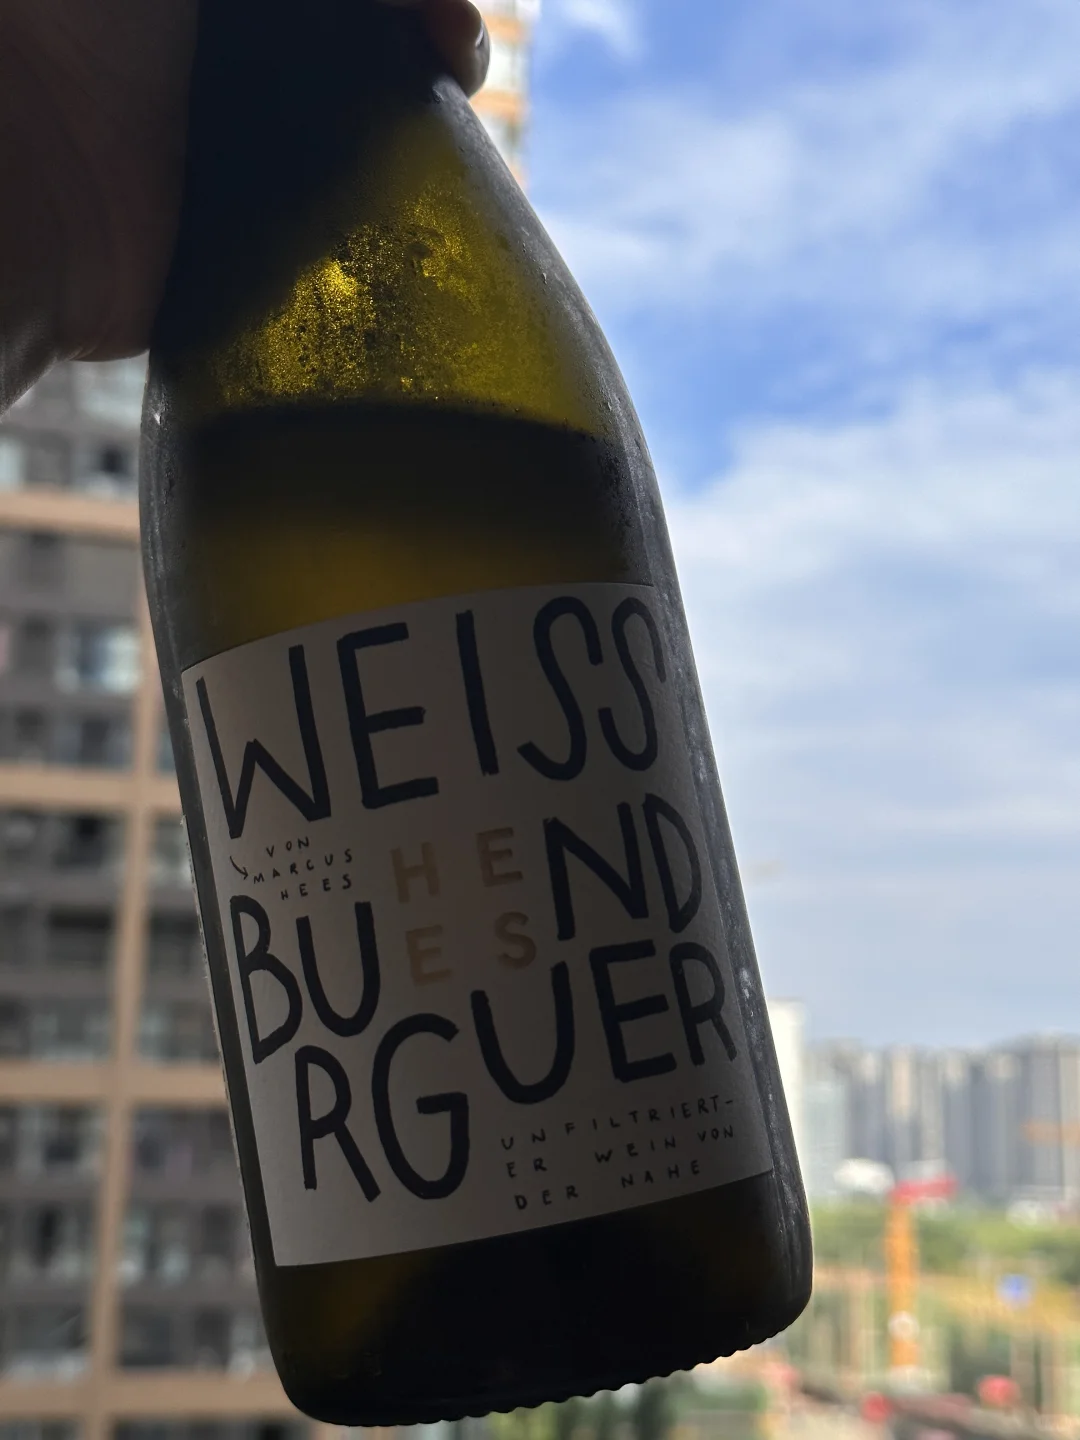 WEISS
VON
MARCUS
HEES
HE
ND
BU
ES
RGUER
UNFILTRIERT-
ER WEIN VON
DER NAHE